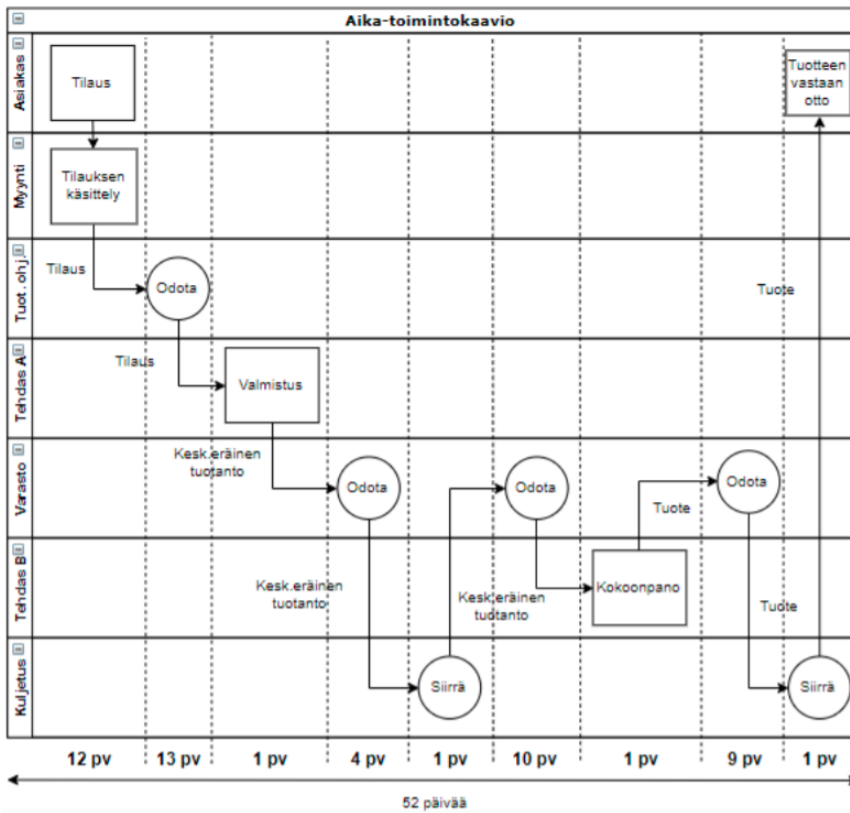 Aika-toimintokaavio
Asiakas
Tilaus
Tuotteen
vastaan
otto
Myynti
Tilauksen
käsittely
Tuot. ohj.
Tilaus
Odota
Tuote
Tehdas A
Tilaus
Valmistus
Varasto
Kesk.eräinen
tuotanto
Odota
Odota
Tuote
Odota
Tehdas B
Kesk.eräinen
tuotanto
Kesk.eräinen
tuotanto
Kokoonpano
Tuote
Kuljetus
Siirrä
Siirrä
12 pv 13 pv 1 pv 4 pv 1 pv 10 pv 1 pv 9 pv 1 pv
52 päivää